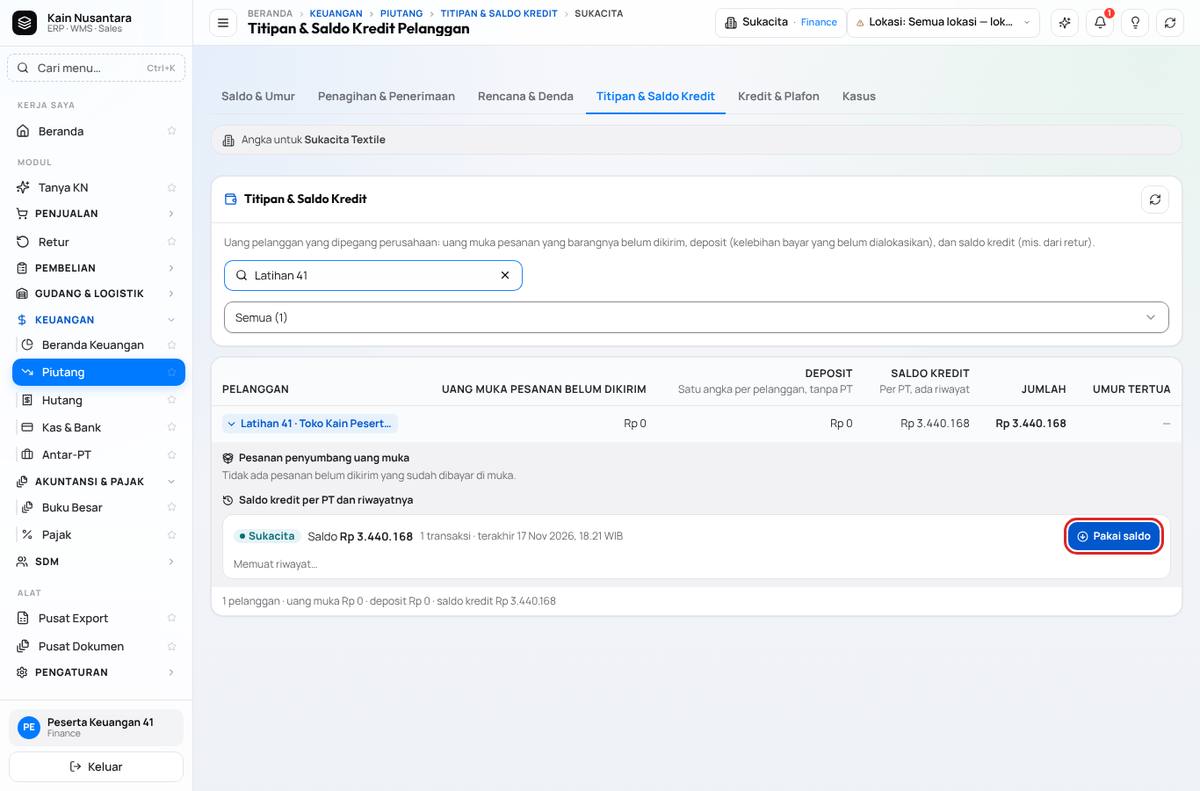 Kain Nusantara
ERP · WMS · Sales
Cari menu...
Ctrl+K
KERJA SAYA
Beranda
MODUL
Tanya KN
PENJUALAN
Retur
PEMBELIAN
GUDANG & LOGISTIK
KEUANGAN
Beranda Keuangan
Piutang
Hutang
Kas & Bank
Antar-PT
AKUNTANSI & PAJAK
Buku Besar
Pajak
SDM
ALAT
Pusat Export
Pusat Dokumen
PENGATURAN
PE
Peserta Keuangan 41
Finance
Keluar
BERANDA › KEUANGAN › PIUTANG › TITIPAN & SALDO KREDIT › SUKACITA
Titipan & Saldo Kredit Pelanggan
Sukacita · Finance
Lokasi: Semua lokasi — lok...
1
Saldo & Umur Penagihan & Penerimaan Rencana & Denda Titipan & Saldo Kredit Kredit & Plafon Kasus
Angka untuk Sukacita Textile
Titipan & Saldo Kredit
Uang pelanggan yang dipegang perusahaan: uang muka pesanan yang barangnya belum dikirim, deposit (kelebihan bayar yang belum dialokasikan), dan saldo kredit (mis. dari retur).
Latihan 41
Semua (1)
PELANGGAN UANG MUKA PESANAN BELUM DIKIRIM DEPOSIT Satu angka per pelanggan, tanpa PT SALDO KREDIT Per PT, ada riwayat JUMLAH UMUR TERTUA
Latihan 41 · Toko Kain Pesert... Rp 0 Rp 0 Rp 3.440.168 Rp 3.440.168 —
Pesanan penyumbang uang muka
Tidak ada pesanan belum dikirim yang sudah dibayar di muka.
Saldo kredit per PT dan riwayatnya
Sukacita Saldo Rp 3.440.168 1 transaksi · terakhir 17 Nov 2026, 18.21 WIB Pakai saldo
Memuat riwayat...
1 pelanggan · uang muka Rp 0 · deposit Rp 0 · saldo kredit Rp 3.440.168